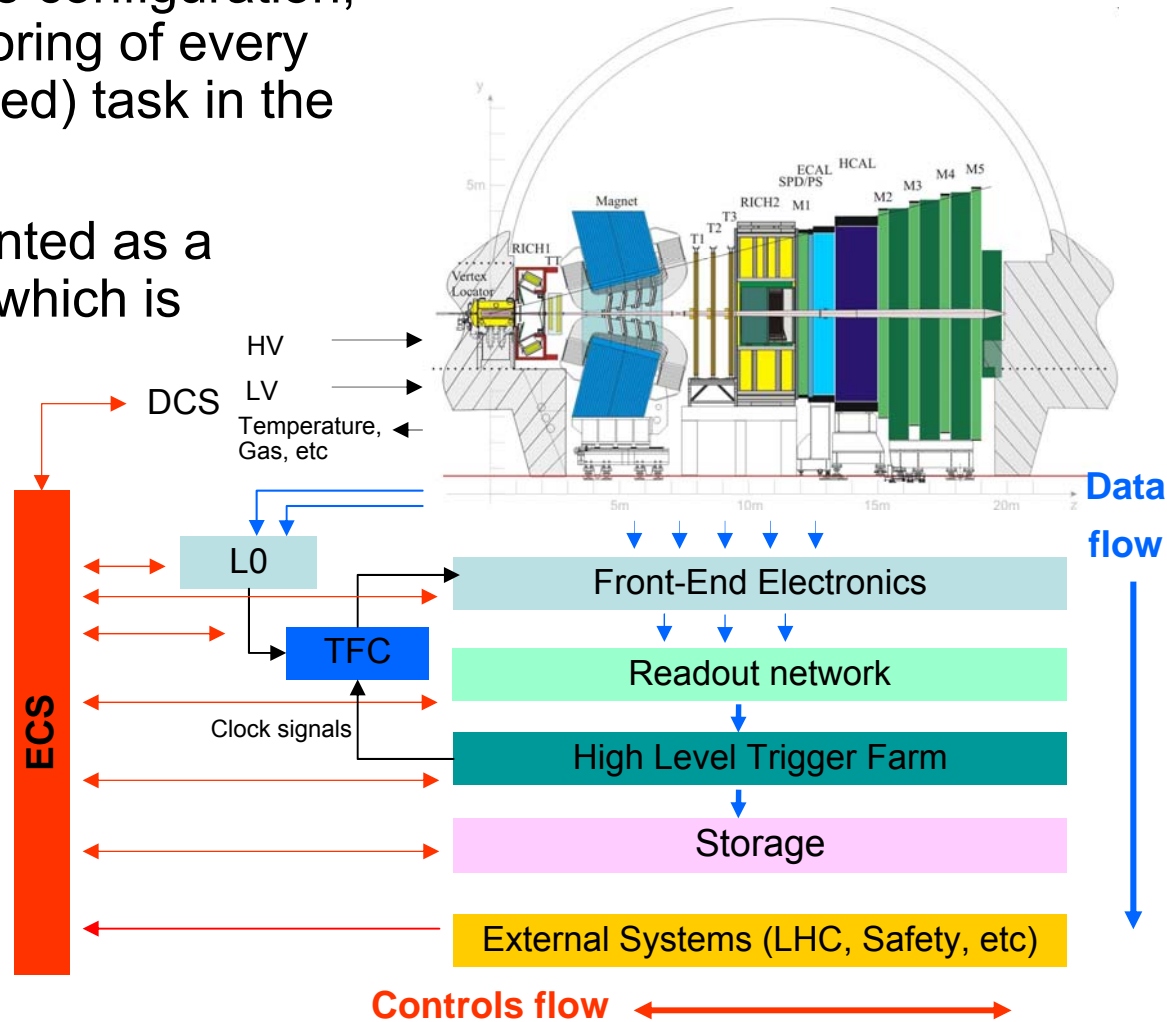 configuration,
oring of every
ed) task in the
nted as a
which is
y
5m
Vertex
Locator
RICH1
TT
Magnet
T1
T2
T3
RICH2
SPD/PS
M1
ECAL
HCAL
M2
M3
M4
M5
5m
10m
15m
20m
z
HV
LV
Temperature,
Gas, etc
DCS
ECS
L0
TFC
Clock signals
Front-End Electronics
Readout network
High Level Trigger Farm
Storage
External Systems (LHC, Safety, etc)
Data
flow
Controls flow